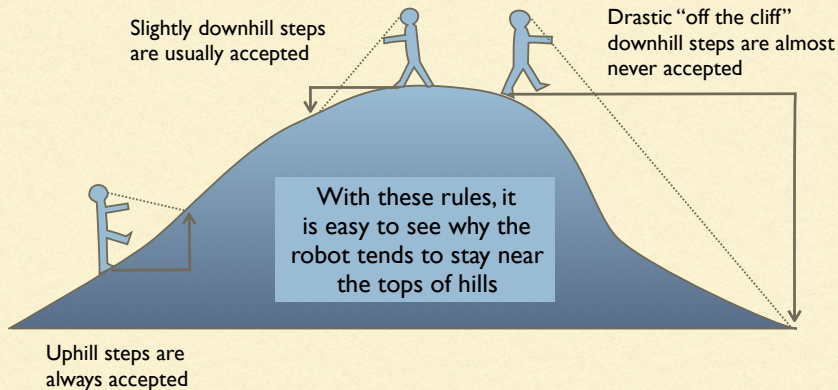 Slightly downhill steps
are usually accepted
Drastic “off the cliff”
downhill steps are almost
never accepted
With these rules, it
is easy to see why the
robot tends to stay near
the tops of hills
Uphill steps are
always accepted